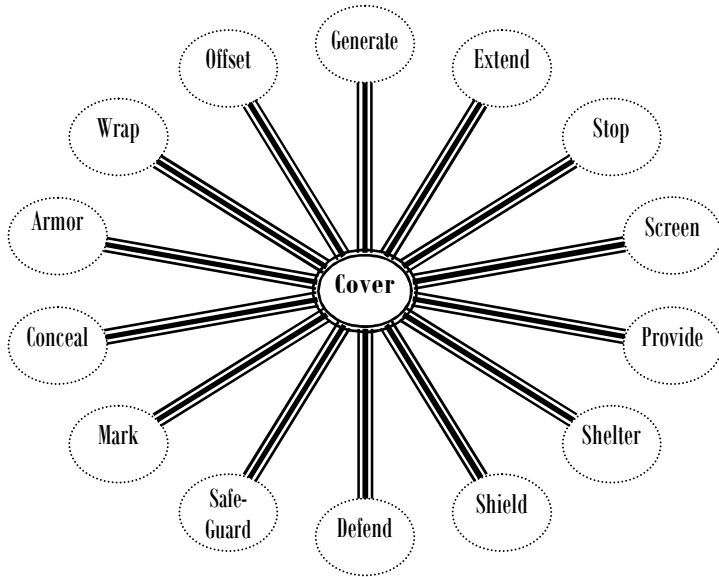 Generate
Offset
Extend
Wrap
Stop
Armor
Screen
Cover
Conceal
Provide
Mark
Shelter
Safe-
Guard
Shield
Defend